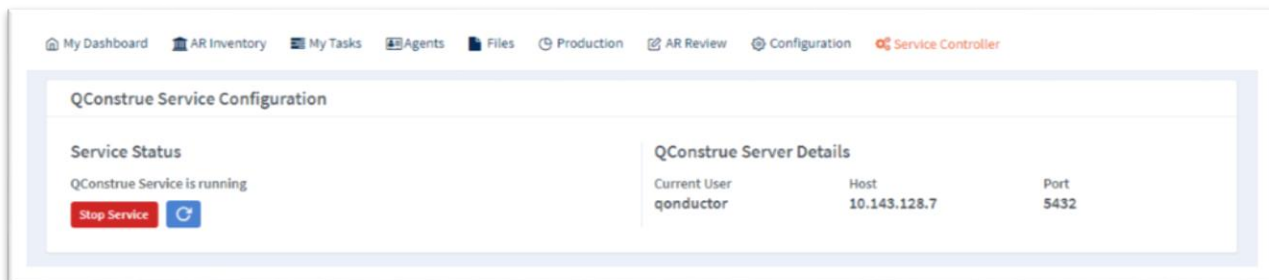 My Dashboard AR Inventory My Tasks Agents Files Production AR Review Configuration Service Controller
QConstrue Service Configuration
Service Status
QConstrue Service is running
Stop Service
QConstrue Server Details
Current User Host Port
qonductor 10.143.128.7 5432